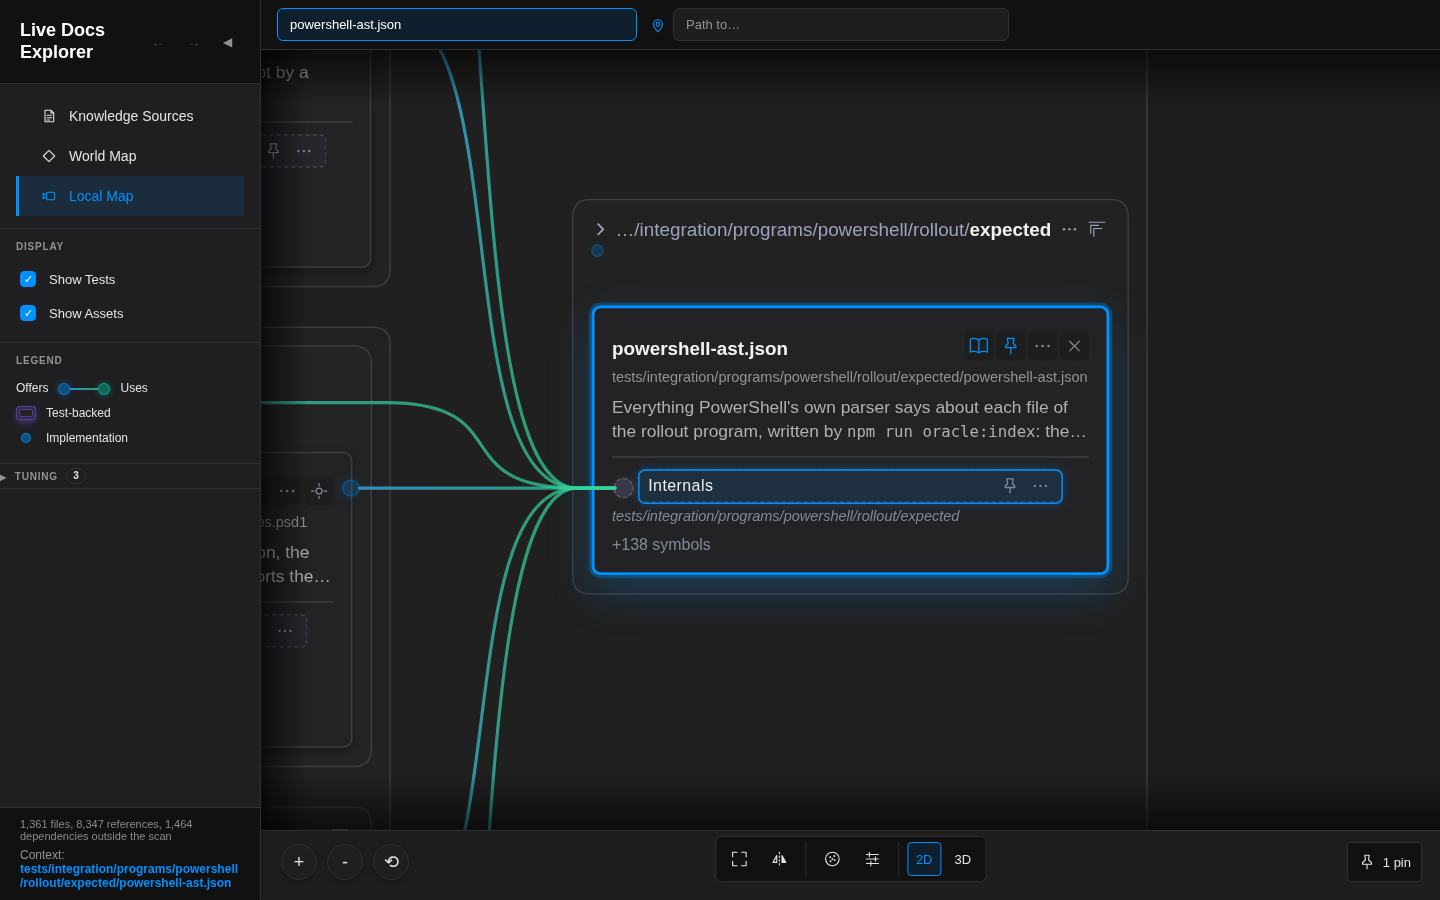 Live Docs
Explorer
powershell-ast.json
Path to…
Knowledge Sources
World Map
Local Map
DISPLAY
Show Tests
Show Assets
LEGEND
Offers
Uses
Test-backed
Implementation
TUNING 3
by a
.psd1
on, the
the…
…/integration/programs/powershell/rollout/expected
powershell-ast.json
tests/integration/programs/powershell/rollout/expected/powershell-ast.json
Everything PowerShell's own parser says about each file of
the rollout program, written by npm run oracle:index: the…
Internals
tests/integration/programs/powershell/rollout/expected
+138 symbols
1,361 files, 8,347 references, 1,464
dependencies outside the scan
Context:
tests/integration/programs/powershell
/rollout/expected/powershell-ast.json
+
-
2D
3D
1 pin